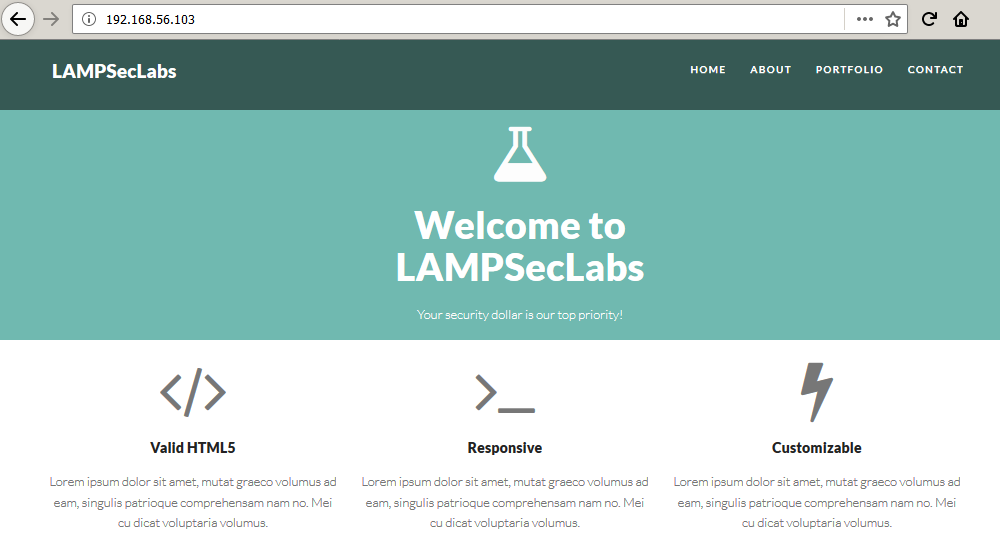 192.168.56.103
LAMPSecLabs
HOME ABOUT PORTFOLIO CONTACT
Welcome to
LAMPSecLabs
Your security dollar is our top priority!
Valid HTML5
Lorem ipsum dolor sit amet, mutat graeco volumus ad
eam, singulis patrioque comprehensam nam no. Mei
cu dicat voluptaria volumus.
Responsive
Lorem ipsum dolor sit amet, mutat graeco volumus ad
eam, singulis patrioque comprehensam nam no. Mei
cu dicat voluptaria volumus.
Customizable
Lorem ipsum dolor sit amet, mutat graeco volumus ad
eam, singulis patrioque comprehensam nam no. Mei
cu dicat voluptaria volumus.